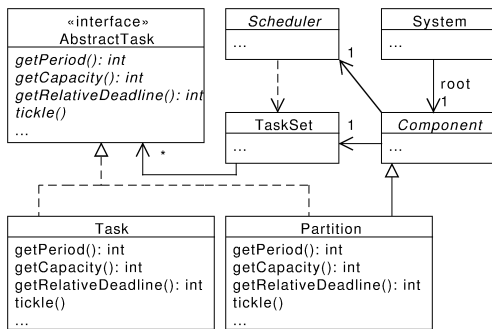 «interface»
AbstractTask
getPeriod(): int
getCapacity(): int
getRelativeDeadline(): int
tickle()
...
Scheduler
...
System
...
1
root
1
TaskSet
...
1
Component
...
*
Task
getPeriod(): int
getCapacity(): int
getRelativeDeadline(): int
tickle()
...
Partition
getPeriod(): int
getCapacity(): int
getRelativeDeadline(): int
tickle()
...